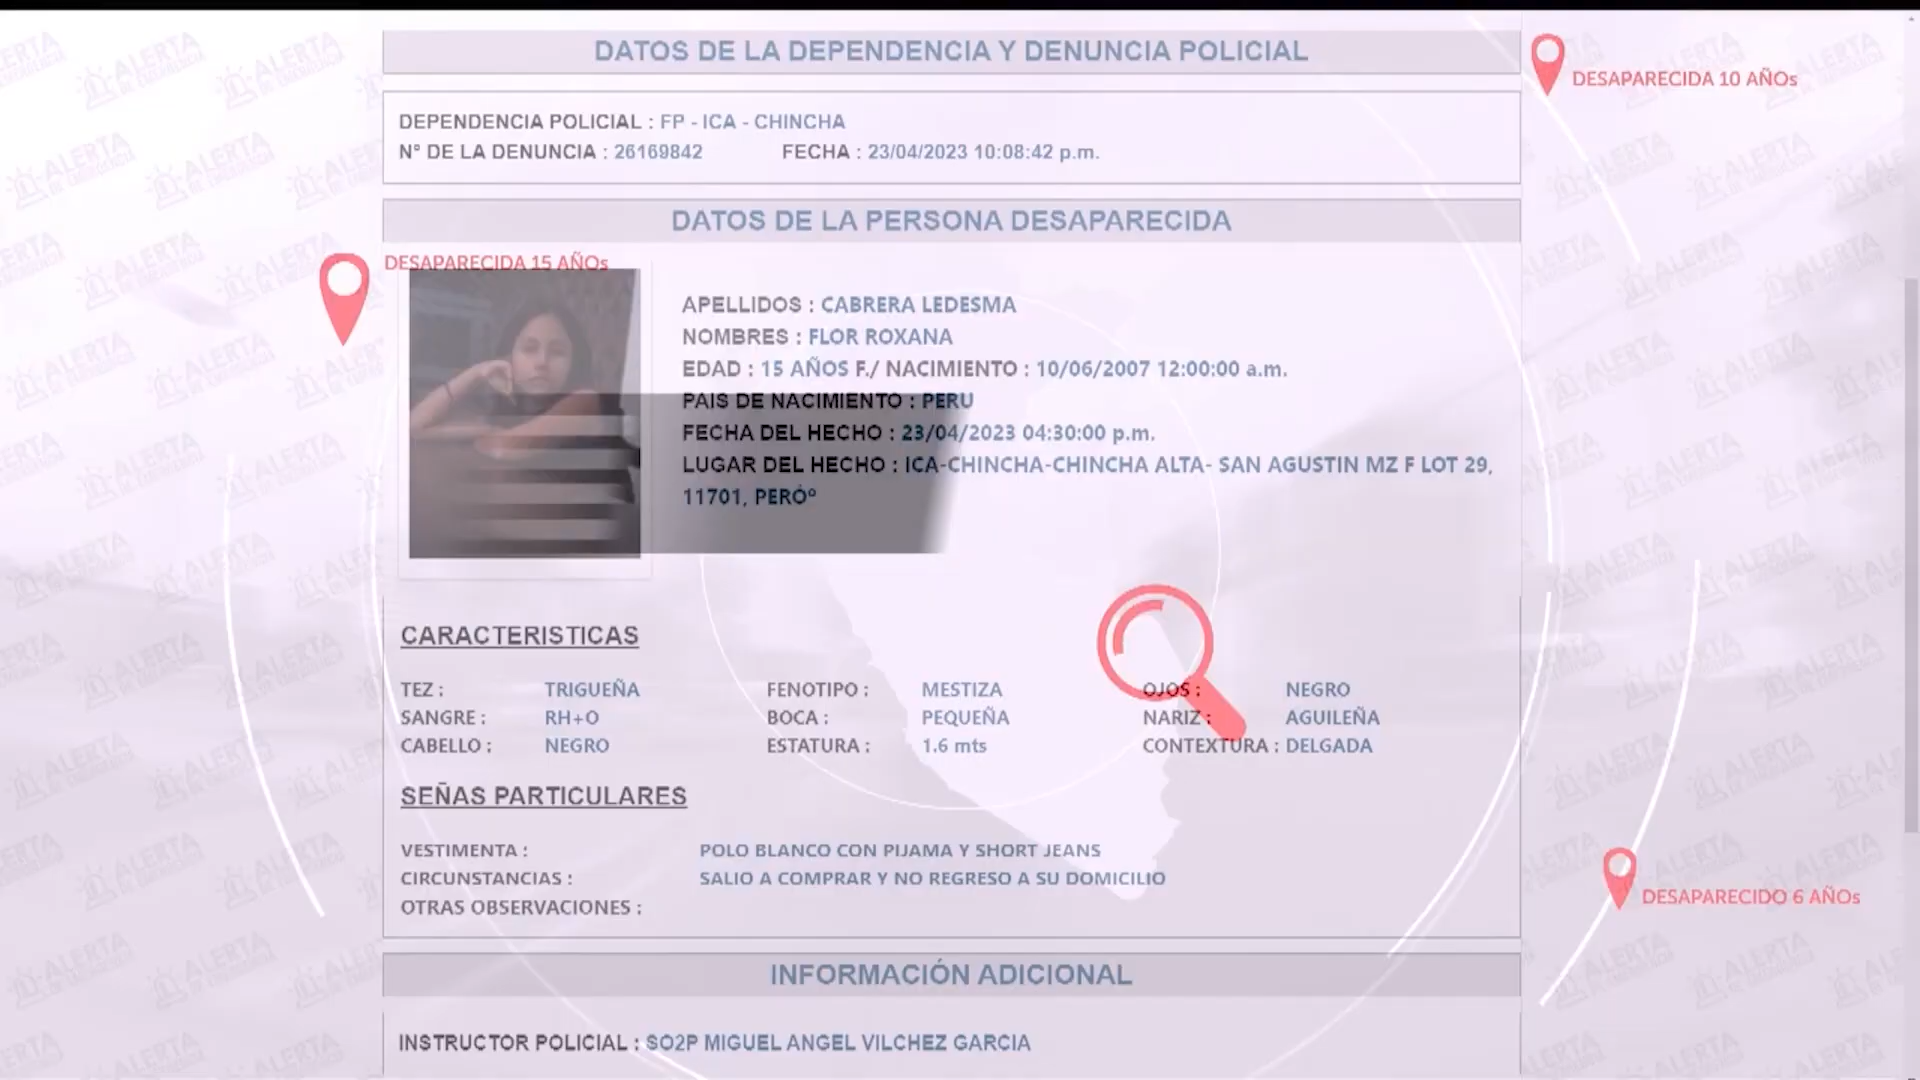 DATOS DE LA DEPENDENCIA Y DENUNCIA POLICIAL
DESAPARECIDA 10 AÑOs
DEPENDENCIA POLICIAL : FP - ICA - CHINCHA
N° DE LA DENUNCIA : 26169842 FECHA : 23/04/2023 10:08:42 p.m.
DATOS DE LA PERSONA DESAPARECIDA
DESAPARECIDA 15 AÑOs
APELLIDOS : CABRERA LEDESMA
NOMBRES : FLOR ROXANA
EDAD : 15 AÑOS F./ NACIMIENTO : 10/06/2007 12:00:00 a.m.
PAIS DE NACIMIENTO : PERU
FECHA DEL HECHO : 23/04/2023 04:30:00 p.m.
LUGAR DEL HECHO : ICA-CHINCHA-CHINCHA ALTA- SAN AGUSTIN MZ F LOT 29,
11701, PERÓº
CARACTERISTICAS
TEZ : TRIGUEÑA FENOTIPO : MESTIZA OJOS : NEGRO
SANGRE : RH+O BOCA : PEQUEÑA NARIZ : AGUILEÑA
CABELLO : NEGRO ESTATURA : 1.6 mts CONTEXTURA : DELGADA
SEÑAS PARTICULARES
VESTIMENTA : POLO BLANCO CON PIJAMA Y SHORT JEANS
CIRCUNSTANCIAS : SALIO A COMPRAR Y NO REGRESO A SU DOMICILIO
OTRAS OBSERVACIONES :
DESAPARECIDO 6 AÑOs
INFORMACIÓN ADICIONAL
INSTRUCTOR POLICIAL : SO2P MIGUEL ANGEL VILCHEZ GARCIA
ALERTA
DE EMERGENCIA